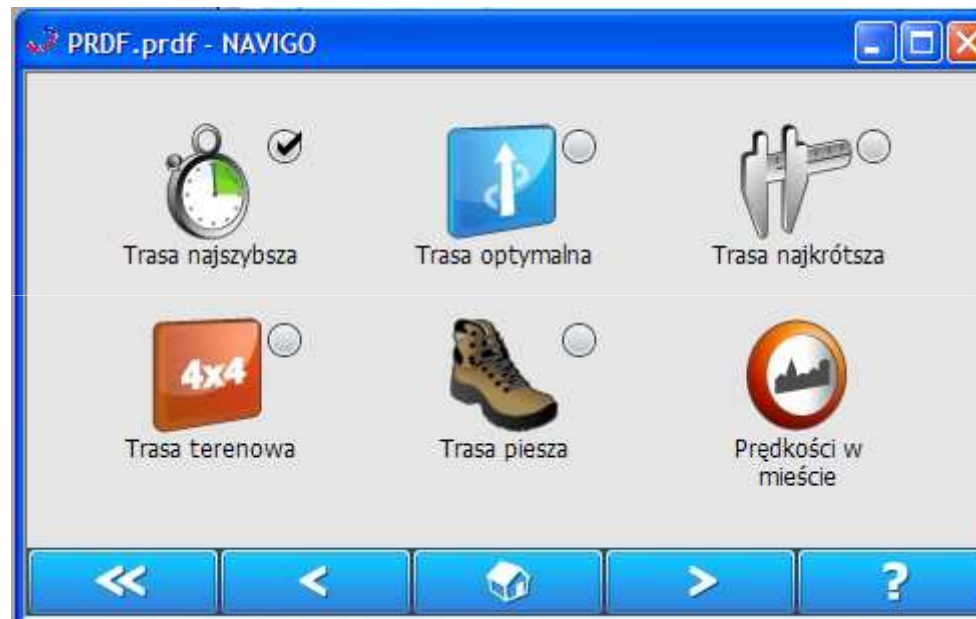 PRDF.prdf - NAVIGO
Trasa najszybsza
Trasa optymalna
Trasa najkrótsza
4x4
Trasa terenowa
Trasa piesza
Prędkości w
mieście
?